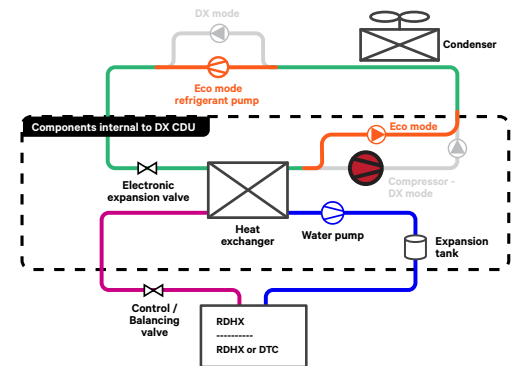 DX mode
Condenser
Eco mode
refrigerant pump
Components internal to DX CDU
Eco mode
Compressor -
DX mode
Electronic
expansion valve
Heat
exchanger
Water pump
Expansion
tank
Control /
Balancing
valve
RDHX
----------
RDHX or DTC